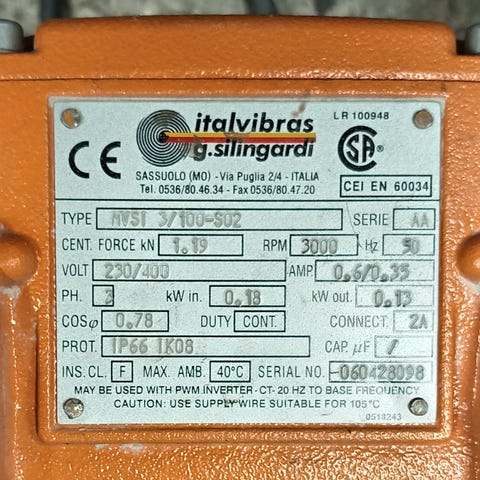 italvibras
g.silingardi
LR 100948
CE
SASSUOLO (MO) - Via Puglia 2/4 - ITALIA
Tel. 0536/80.46.34 - Fax 0536/80.47.20
SA
CEI EN 60034
TYPE MVSI 3/100-S02 SERIE AA
CENT. FORCE kN 1.19 RPM 3000 Hz 50
VOLT 230/400 AMP. 0.6/0.35
PH. 3 kW in. 0.18 kW out. 0.13
COSφ 0.78 DUTY CONT. CONNECT. 2A
PROT. IP66 IK08 CAP. µF /
INS. CL. F MAX. AMB. 40°C SERIAL NO. -060428098
MAY BE USED WITH PWM INVERTER - CT- 20 HZ TO BASE FREQUENCY
CAUTION: USE SUPPLY WIRE SUITABLE FOR 105°C
0518243